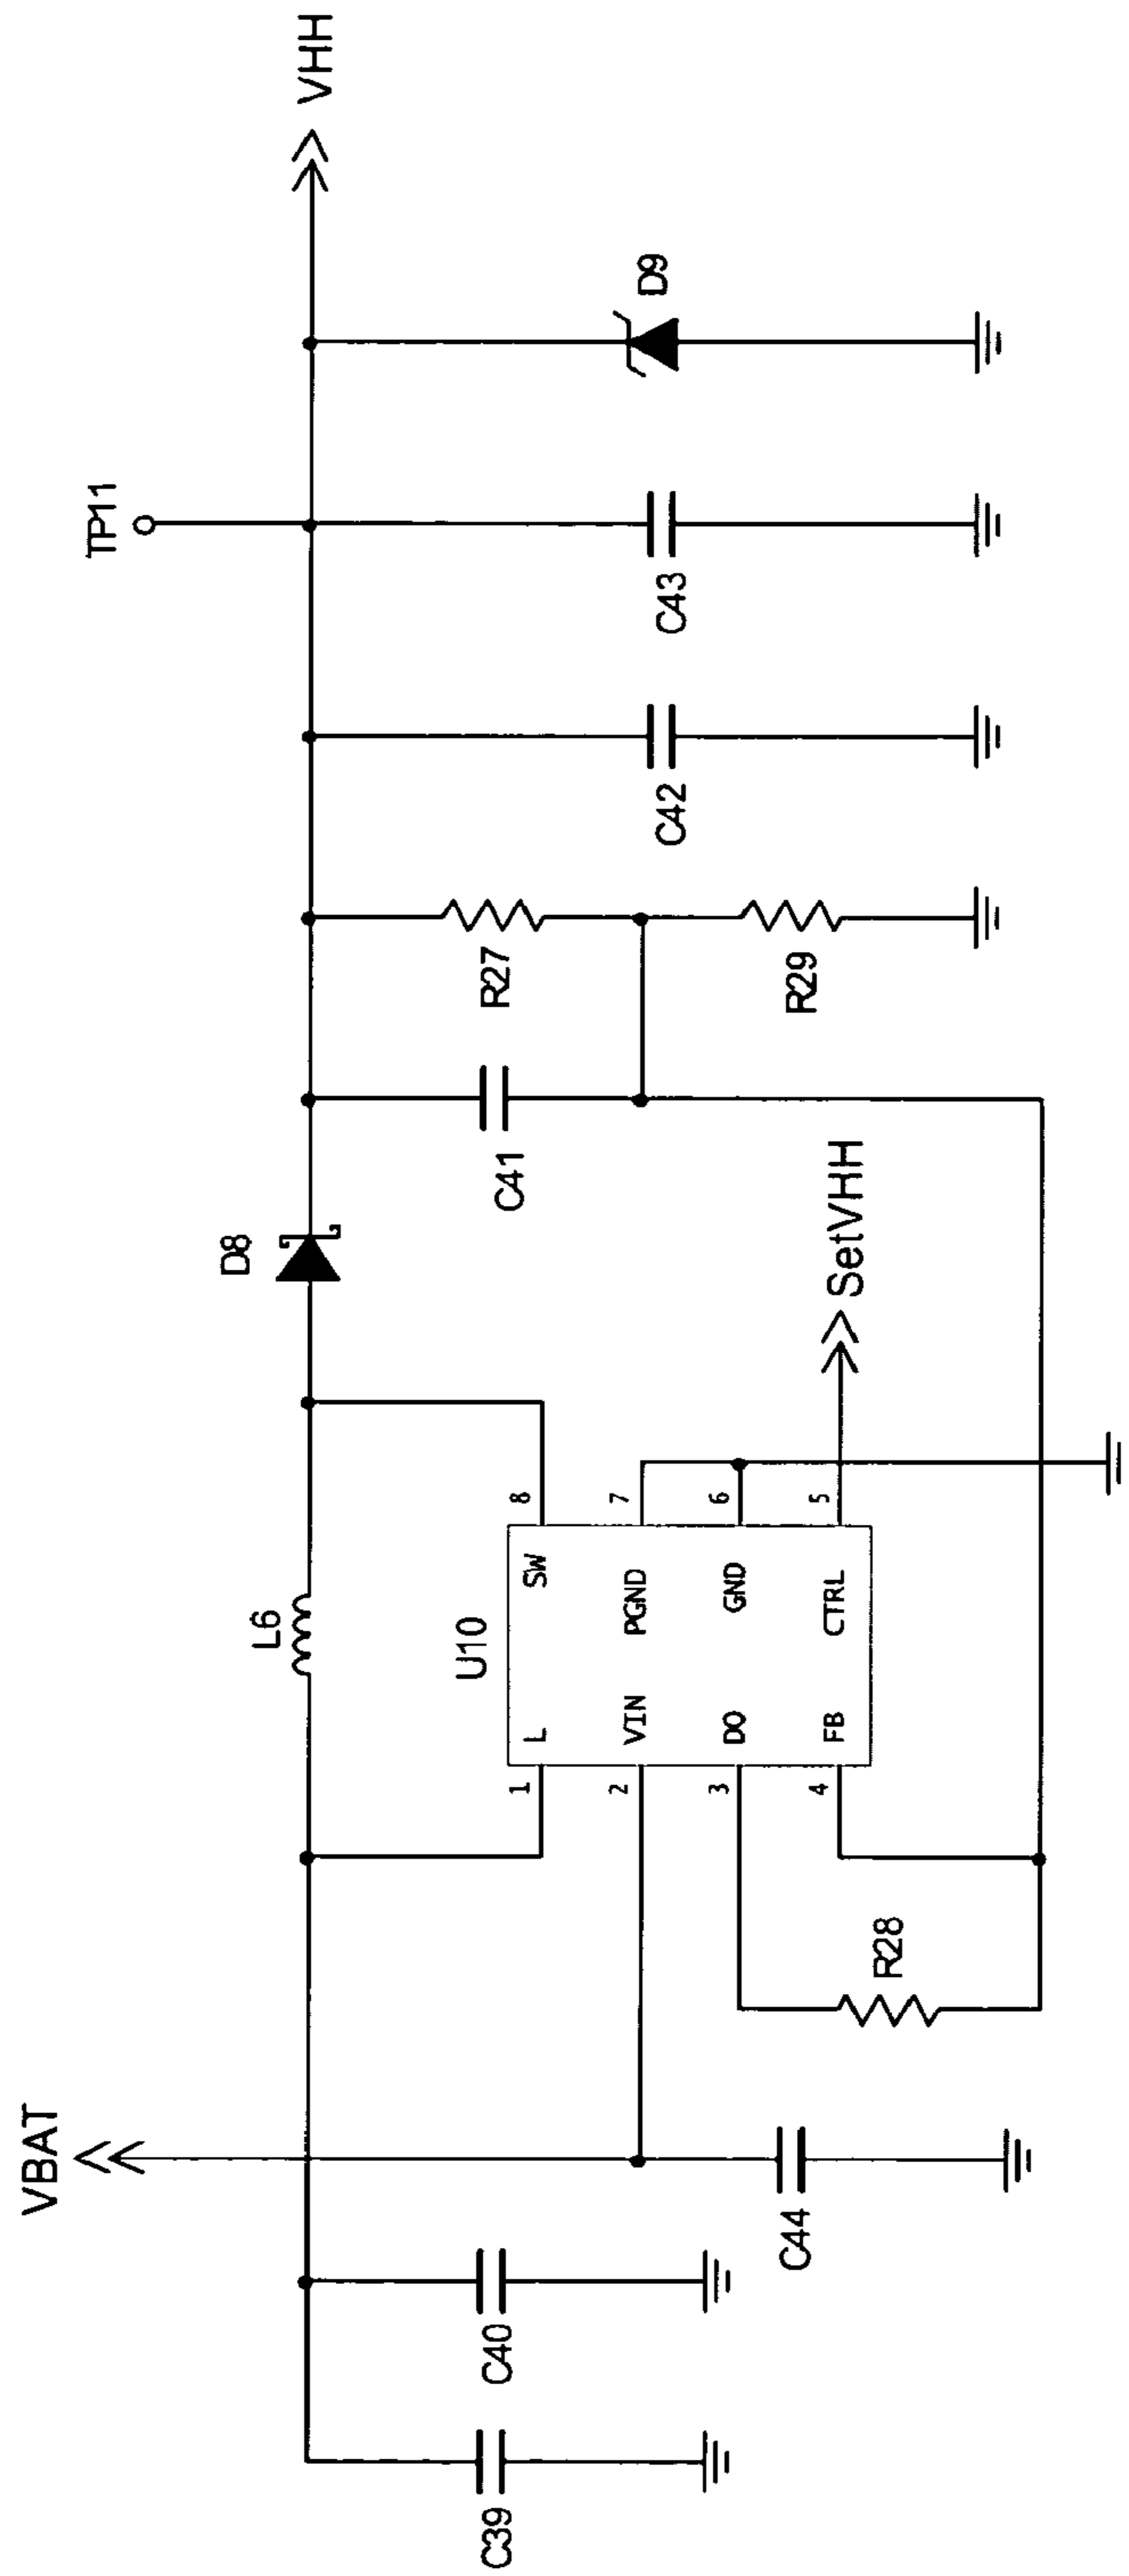 VBAT
TP11
VHH
L6
D8
D9
U10
1
L
SW
8
2
VIN
PGND
7
3
DO
GND
6
4
FB
CTRL
5
SetVHH
C39
C40
C44
R28
C41
R27
R29
C42
C43